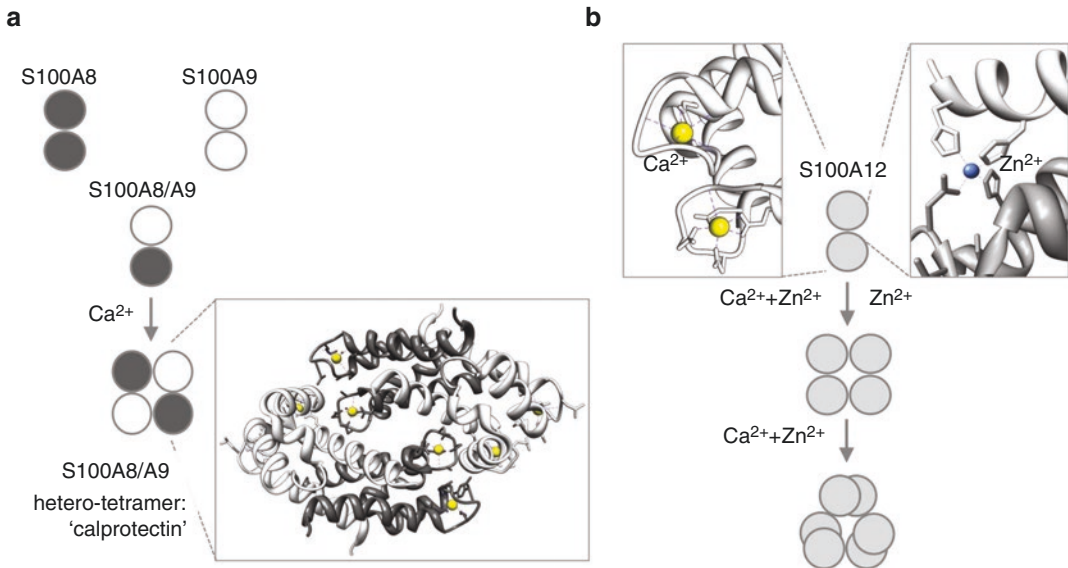 a
S100A8
S100A9
S100A8/A9
Ca²⁺
S100A8/A9
hetero-tetramer:
‘calprotectin’
b
Ca²⁺
S100A12
Zn²⁺
Ca²⁺+Zn²⁺
Zn²⁺
Ca²⁺+Zn²⁺